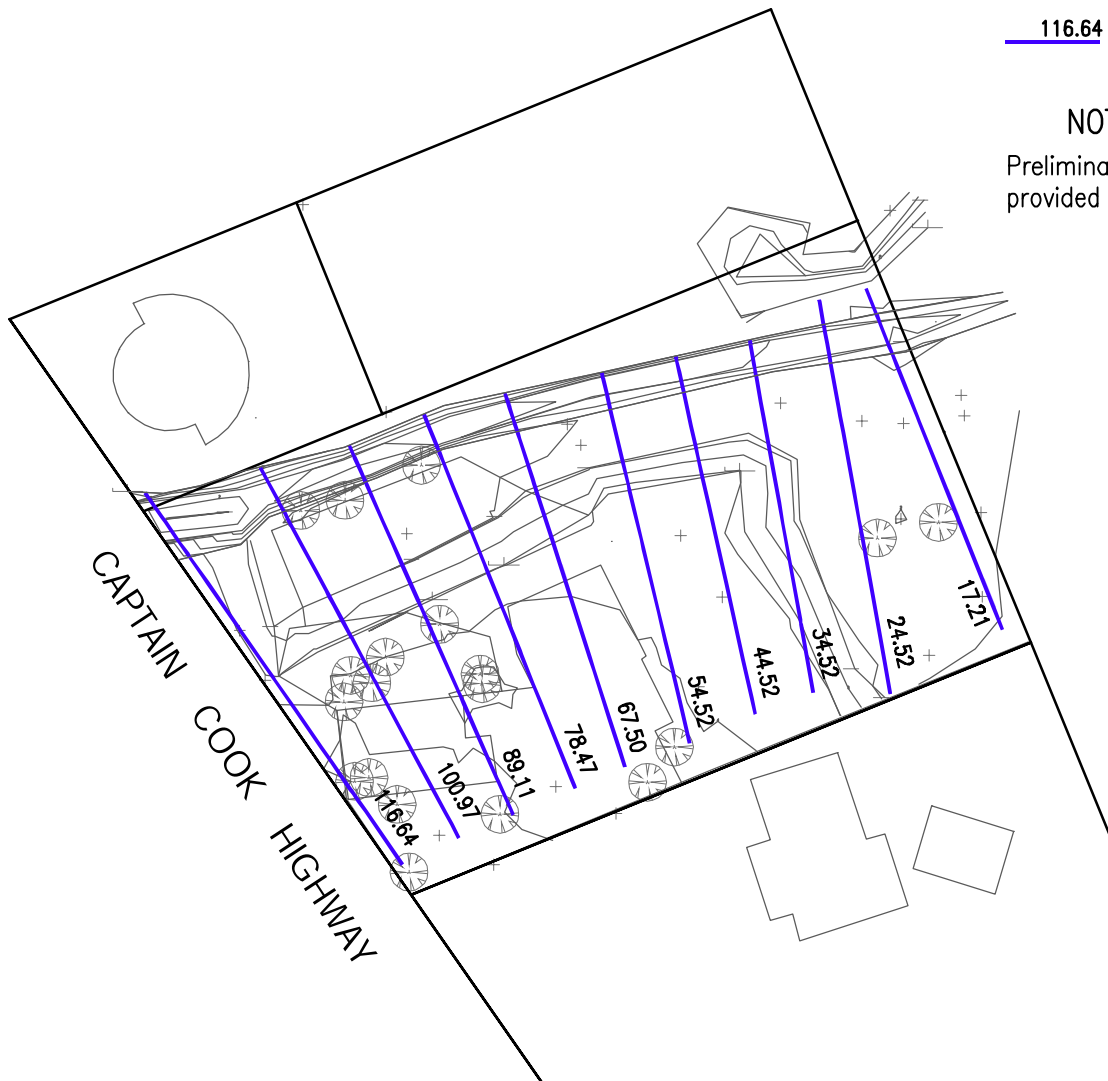 116.64
NOT
Prelimina
provided
CAPTAIN COOK HIGHWAY
116.64
100.97
89.11
78.47
67.50
54.52
44.52
34.52
24.52
17.21